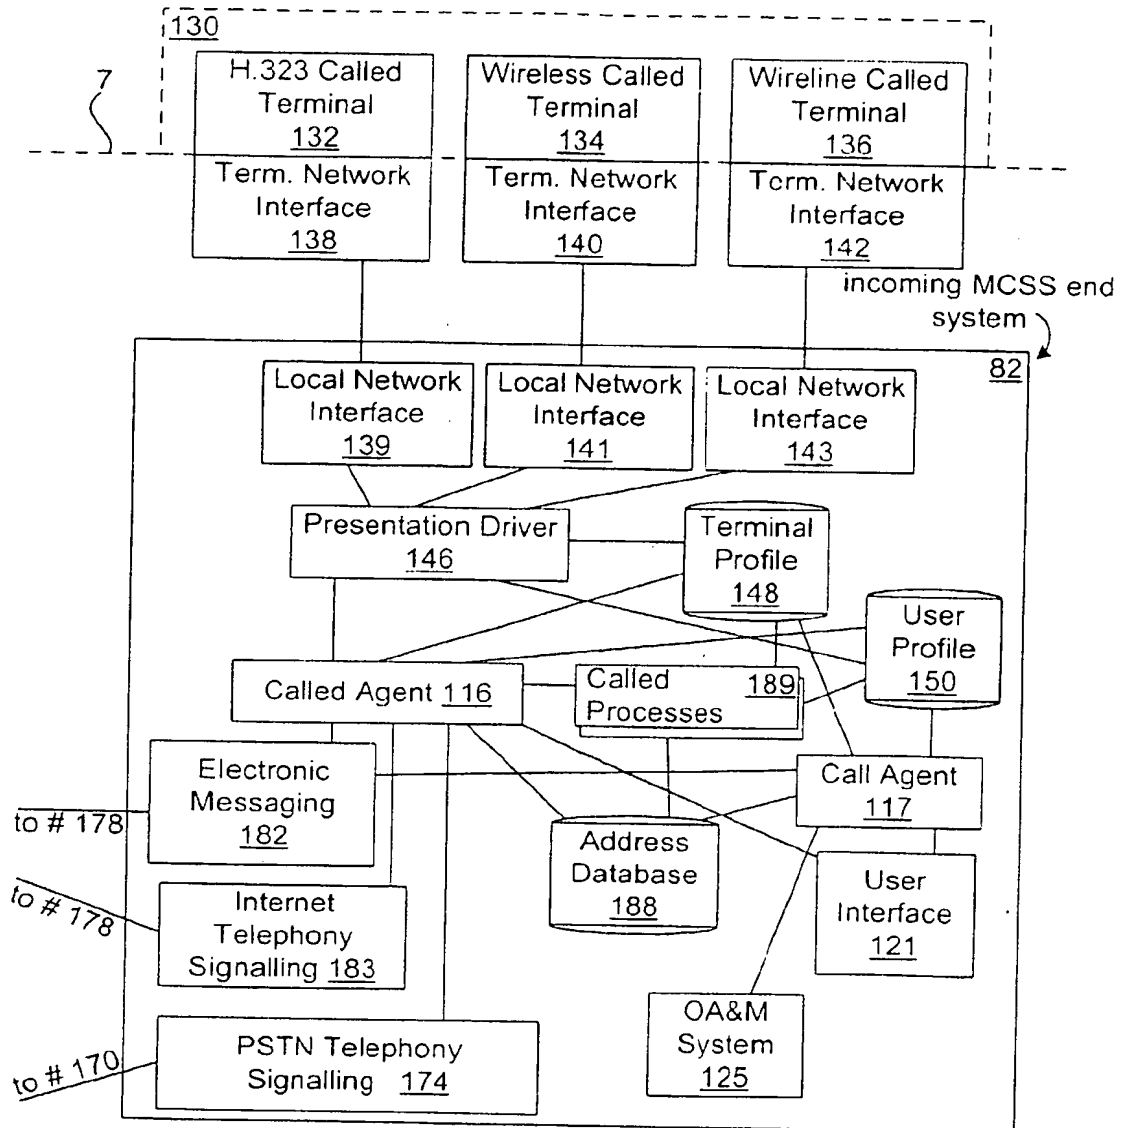 130
H.323 Called
Terminal
132
Wireless Called
Terminal
134
Wireline Called
Terminal
136
7
Term. Network
Interface
138
Term. Network
Interface
140
Term. Network
Interface
142
incoming MCSS end
system
82
Local Network
Interface
139
Local Network
Interface
141
Local Network
Interface
143
Presentation Driver
146
Terminal
Profile
148
User
Profile
150
Called Agent 116
Called
Processes
189
Electronic
Messaging
182
to # 178
Call Agent
117
Address
Database
188
User
Interface
121
Internet
Telephony
Signalling 183
to # 178
OA&M
System
125
PSTN Telephony
Signalling 174
to # 170